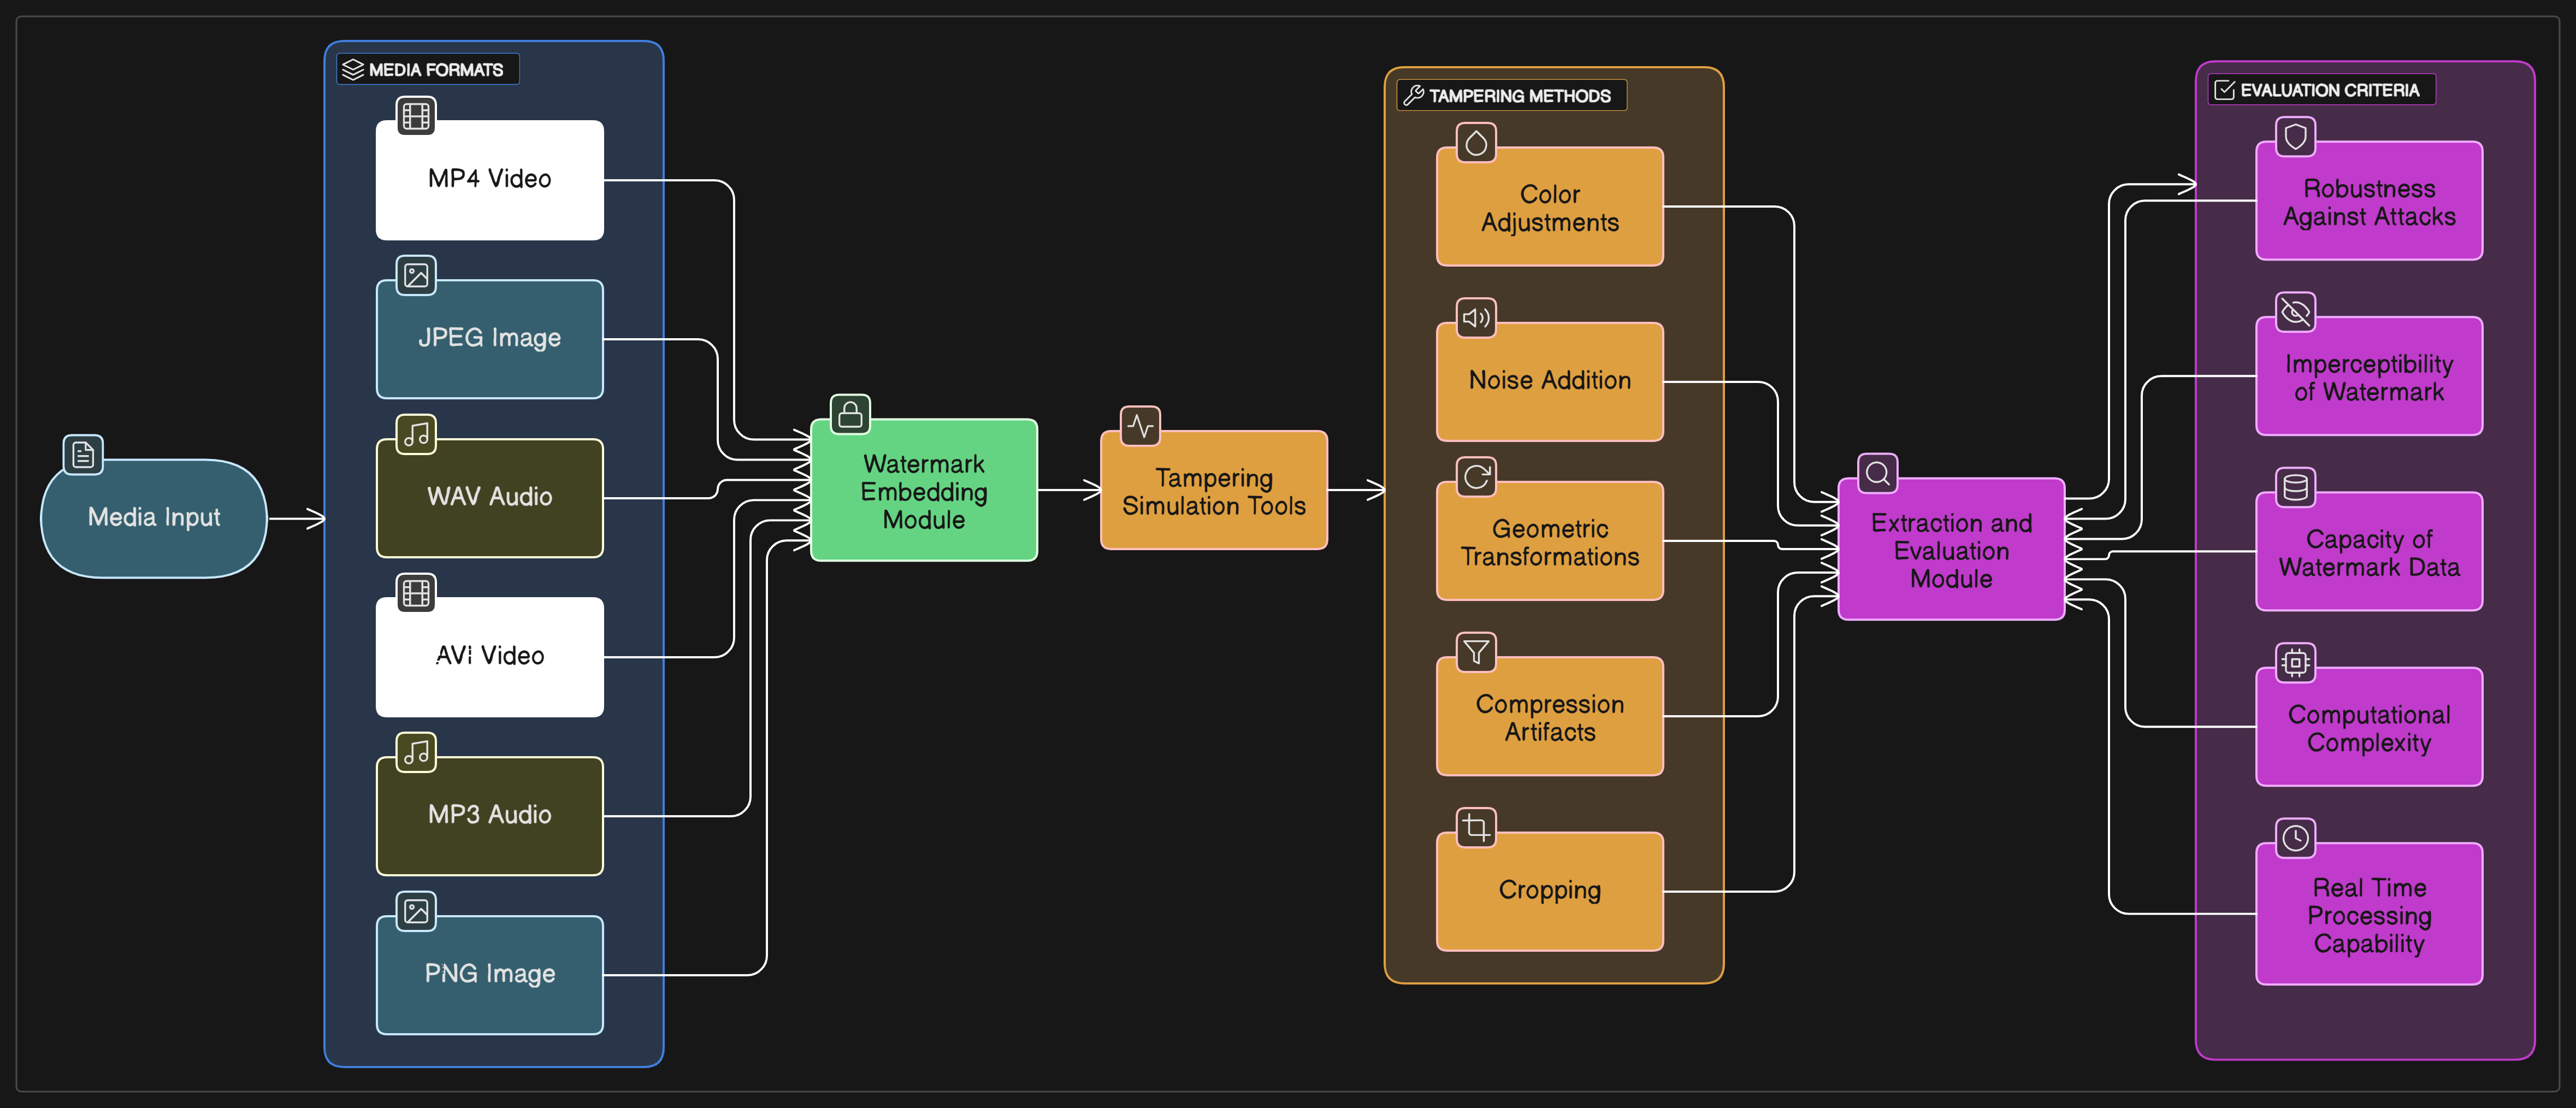 Media Input
MEDIA FORMATS
MP4 Video
JPEG Image
WAV Audio
AVI Video
MP3 Audio
PNG Image
Watermark
Embedding
Module
Tampering
Simulation Tools
TAMPERING METHODS
Color
Adjustments
Noise Addition
Geometric
Transformations
Compression
Artifacts
Cropping
Extraction and
Evaluation
Module
EVALUATION CRITERIA
Robustness
Against Attacks
Imperceptibility
of Watermark
Capacity of
Watermark Data
Computational
Complexity
Real Time
Processing
Capability